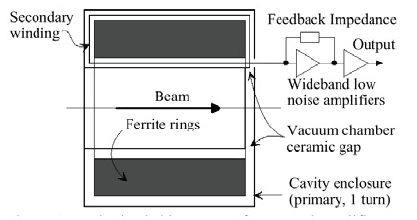 Secondary
winding
Feedback Impedance
Output
Wideband low
noise amplifiers
Beam
Ferrite rings
Vacuum chamber
ceramic gap
Cavity enclosure
(primary, 1 turn)